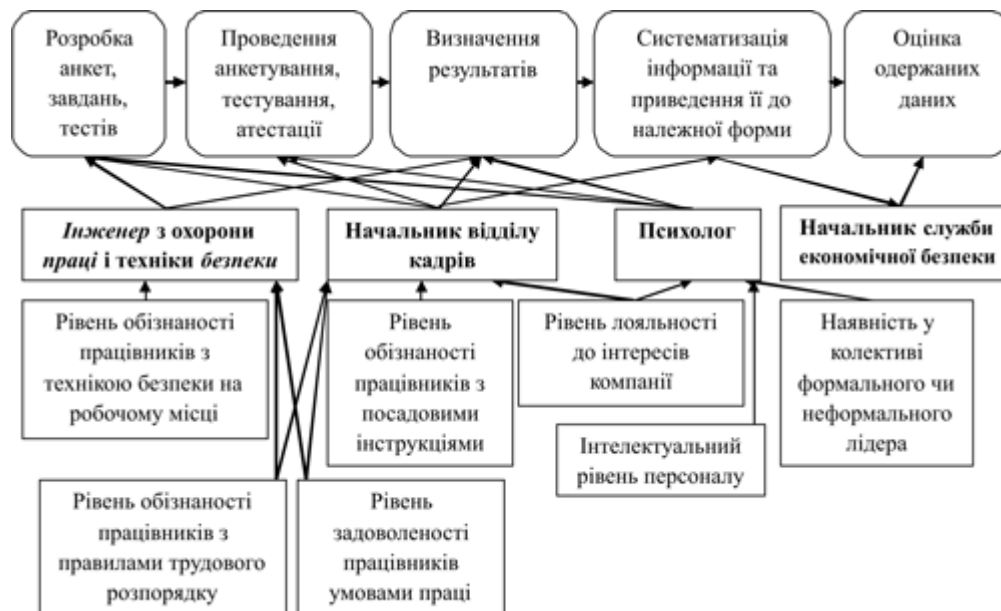 Розробка
анкет,
завдань,
тестів
Проведення
анкетування,
тестування,
атестації
Визначення
результатів
Систематизація
інформації та
приведення її до
належної форми
Оцінка
одержаних
даних
Інженер з охорони
праці і техніки безпеки
Начальник відділу
кадрів
Психолог
Начальник служби
економічної безпеки
Рівень обізнаності
працівників з
технікою безпеки на
робочому місці
Рівень
обізнаності
працівників з
посадовими
інструкціями
Рівень лояльності
до інтересів
компанії
Наявність у
колективі
формального чи
неформального
лідера
Інтелектуальний
рівень персоналу
Рівень обізнаності
працівників з
правилами трудового
розпорядку
Рівень
задоволеності
працівників
умовами праці